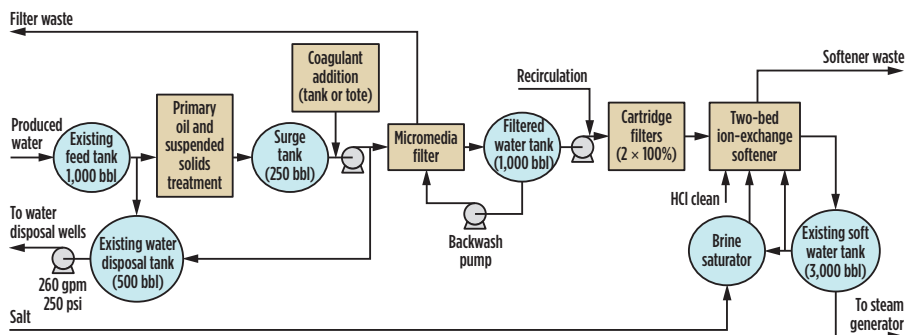 Filter waste
Coagulant
addition
(tank or tote)
Softener waste
Recirculation
Produced
water
Existing
feed tank
1,000 bbl
Primary
oil and
suspended
solids
treatment
Surge
tank
(250 bbl)
Micromedia
filter
Filtered
water tank
(1,000 bbl)
Cartridge
filters
(2 × 100%)
Two-bed
ion-exchange
softener
HCl clean
To water
disposal wells
260 gpm
250 psi
Existing water
disposal tank
(500 bbl)
Backwash
pump
Brine
saturator
Existing soft
water tank
(3,000 bbl)
Salt
To steam
generator